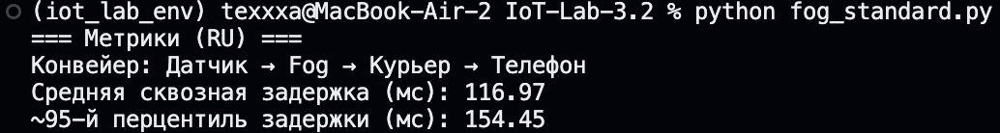 (iot_lab_env) texxxa@MacBook-Air-2 IoT-Lab-3.2 % python fog_standard.py
=== Метрики (RU) ===
Конвейер: Датчик → Fog → Курьер → Телефон
Средняя сквозная задержка (мс): 116.97
~95-й перцентиль задержки (мс): 154.45